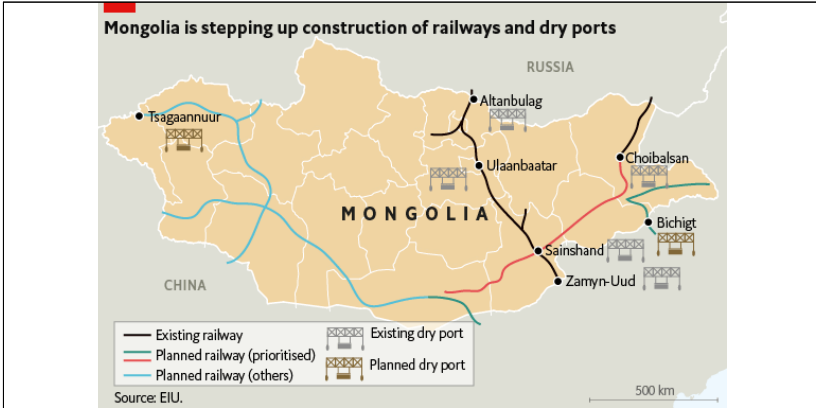 Mongolia is stepping up construction of railways and dry ports
RUSSIA
Altanbulag
Tsagaannuur
Choibalsan
Ulaanbaatar
MONGOLIA
Bichigt
Sainshand
CHINA
Zamyn-Uud
Existing railway
Existing dry port
Planned railway (prioritised)
Planned dry port
Planned railway (others)
500 km
Source: EIU.